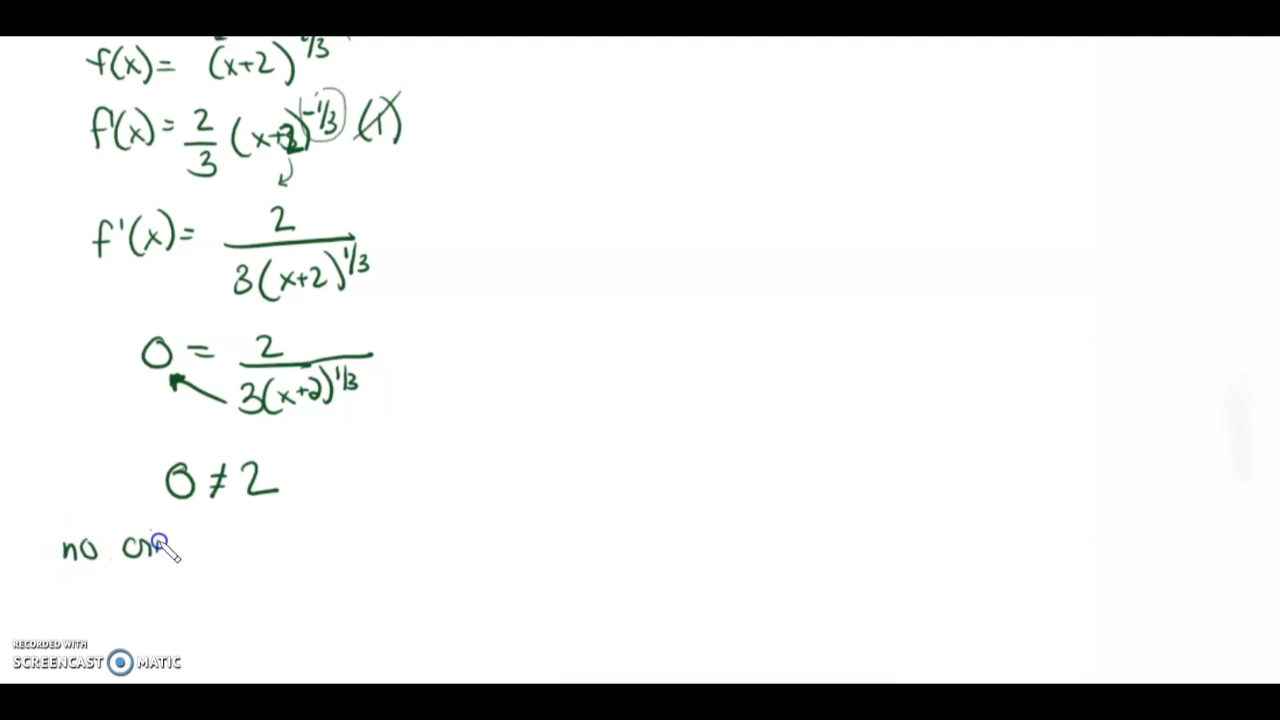 f(x) = (x+2)^2/3
f'(x) = 2/3 (x+2)^-1/3 (1)
f'(x) = 2/3(x+2)^1/3
0 = 2/3(x+2)^1/3
0 ≠ 2
no cri
RECORDED WITH
SCREENCAST MATIC